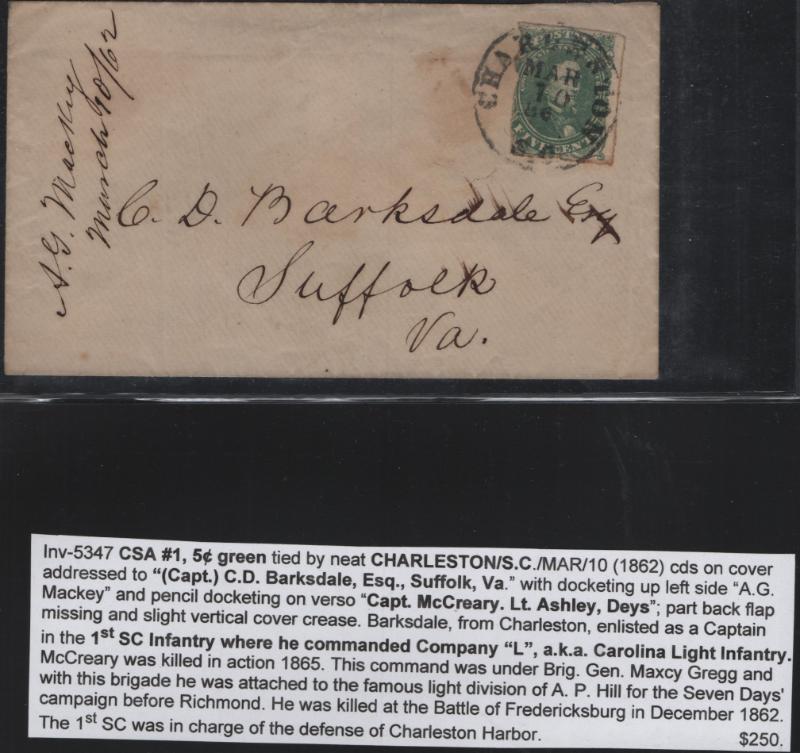 CHARLESTON
MAR
10
S.C.
FIVE CENTS
A.G. Mackey
March 10/62
C. D. Barksdale Esq
Suffolk
Va.
Inv-5347 CSA #1, 5¢ green tied by neat CHARLESTON/S.C./MAR/10 (1862) cds on cover
addressed to "(Capt.) C.D. Barksdale, Esq., Suffolk, Va." with docketing up left side "A.G.
Mackey" and pencil docketing on verso "Capt. McCreary. Lt. Ashley, Deys"; part back flap
missing and slight vertical cover crease. Barksdale, from Charleston, enlisted as a Captain
in the 1st SC Infantry where he commanded Company "L", a.k.a. Carolina Light Infantry.
McCreary was killed in action 1865. This command was under Brig. Gen. Maxcy Gregg and
with this brigade he was attached to the famous light division of A. P. Hill for the Seven Days'
campaign before Richmond. He was killed at the Battle of Fredericksburg in December 1862.
The 1st SC was in charge of the defense of Charleston Harbor. $250.